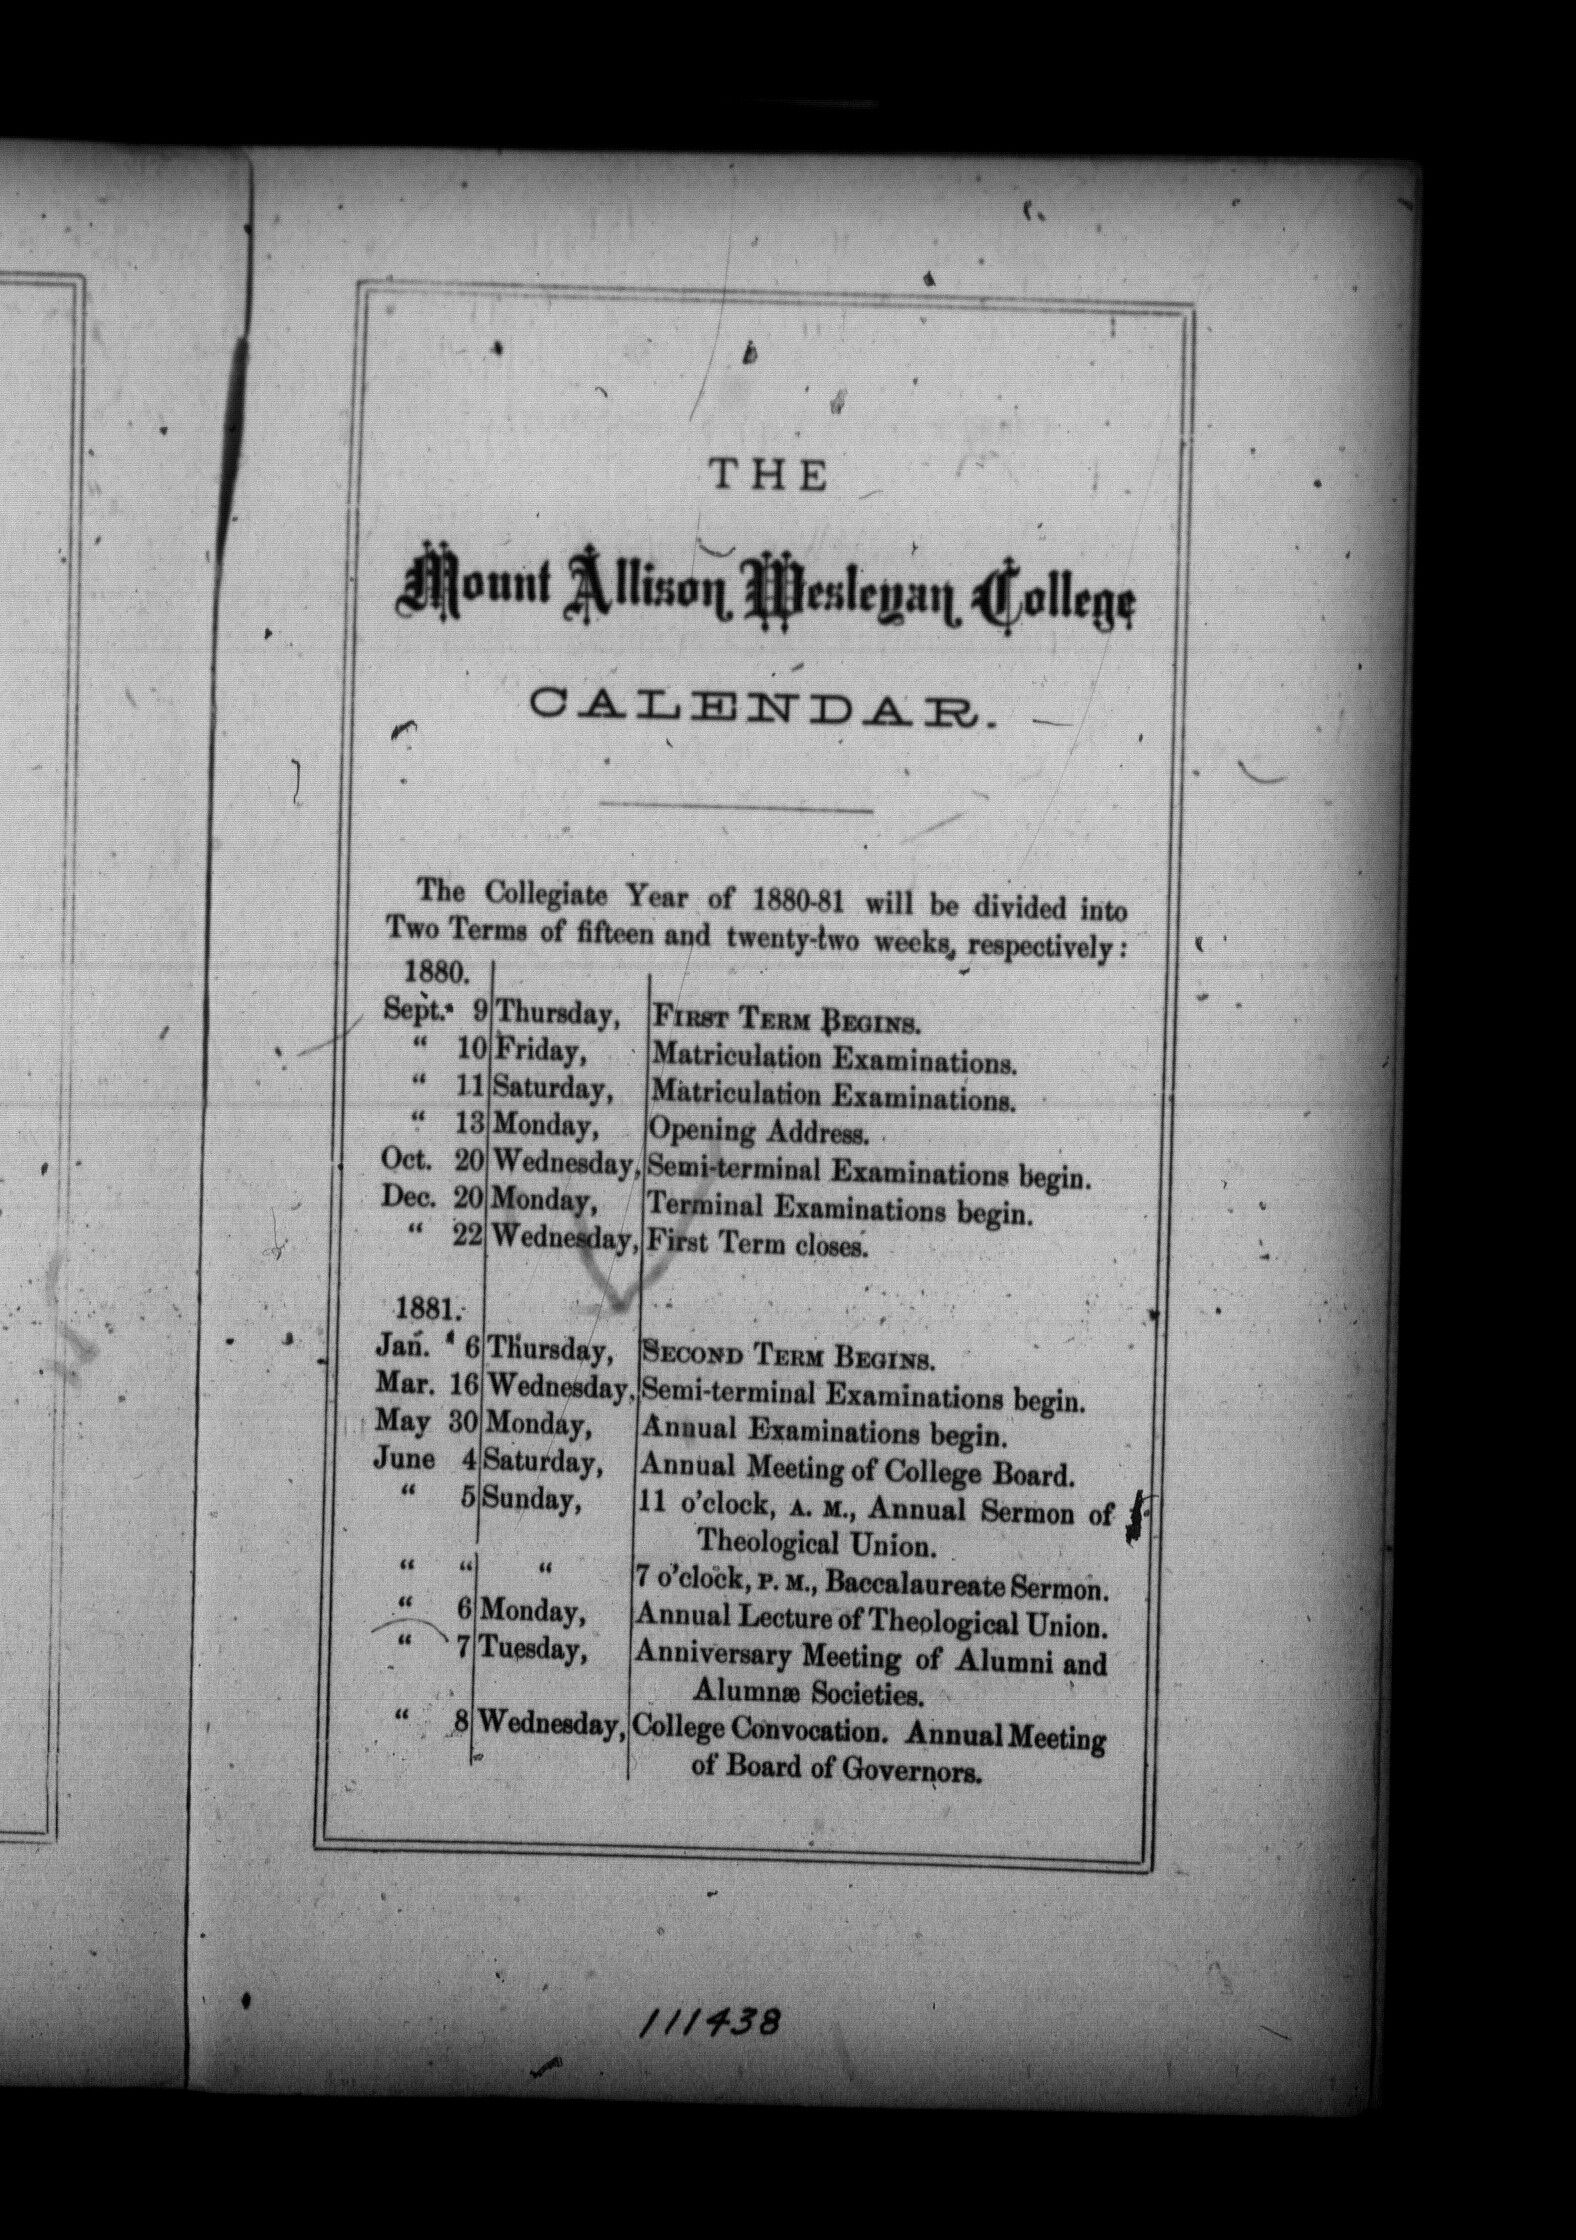 THE
Mount Allison Wesleyan College
CALENDAR.
The Collegiate Year of 1880-81 will be divided into
Two Terms of fifteen and twenty-two weeks, respectively:
1880.
Sept. 9 Thursday, FIRST TERM BEGINS.
“ 10 Friday, Matriculation Examinations.
“ 11 Saturday, Matriculation Examinations.
“ 13 Monday, Opening Address.
Oct. 20 Wednesday, Semi-terminal Examinations begin.
Dec. 20 Monday, Terminal Examinations begin.
“ 22 Wednesday, First Term closes.
1881.
Jan. 6 Thursday, SECOND TERM BEGINS.
Mar. 16 Wednesday, Semi-terminal Examinations begin.
May 30 Monday, Annual Examinations begin.
June 4 Saturday, Annual Meeting of College Board.
“ 5 Sunday, 11 o'clock, A. M., Annual Sermon of
Theological Union.
“ “ “ 7 o'clock, P. M., Baccalaureate Sermon.
“ 6 Monday, Annual Lecture of Theological Union.
“ 7 Tuesday, Anniversary Meeting of Alumni and
Alumnæ Societies.
“ 8 Wednesday, College Convocation. Annual Meeting
of Board of Governors.
111438